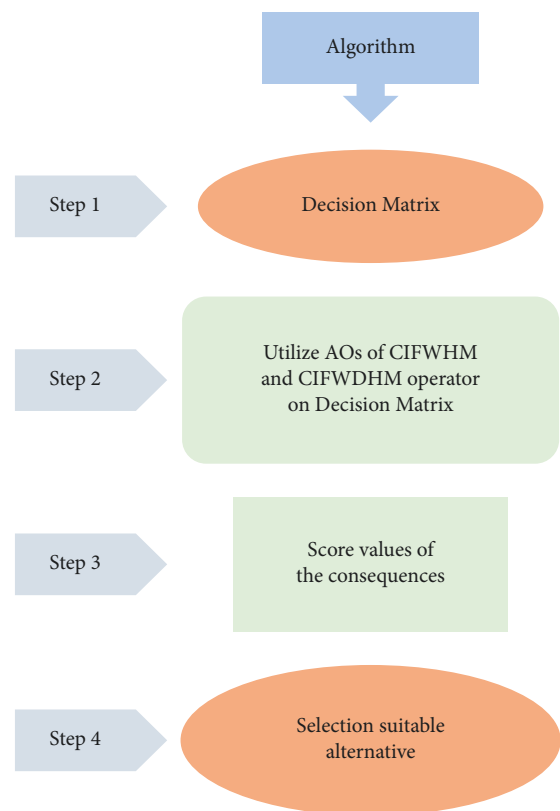 Algorithm
Step 1
Decision Matrix
Step 2
Utilize AOs of CIFWHM
and CIFWDHM operator
on Decision Matrix
Step 3
Score values of
the consequences
Step 4
Selection suitable
alternative